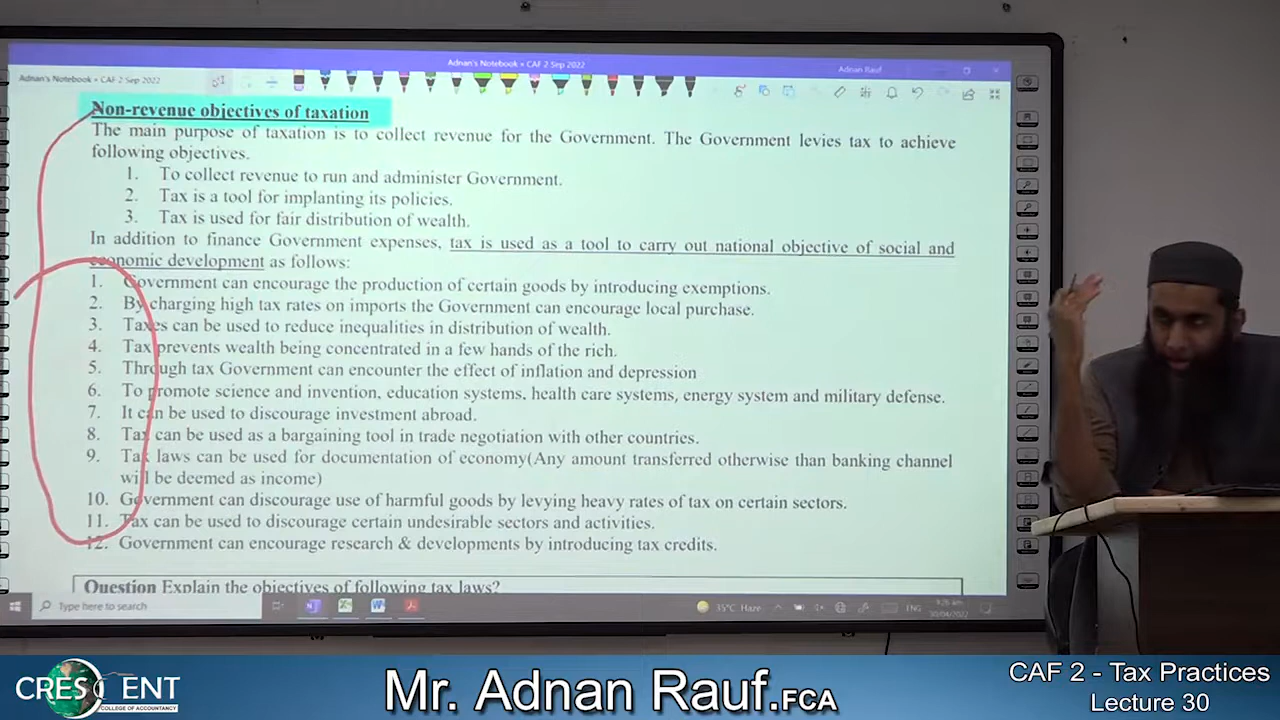 Adnan's Notebook » CAF 2 Sep 2022
Adnan Rauf
Adnan's Notebook » CAF 2 Sep 2022
Non-revenue objectives of taxation
The main purpose of taxation is to collect revenue for the Government. The Government levies tax to achieve
following objectives.
1. To collect revenue to run and administer Government.
2. Tax is a tool for implanting its policies.
3. Tax is used for fair distribution of wealth.
In addition to finance Government expenses, tax is used as a tool to carry out national objective of social and
economic development as follows:
1. Government can encourage the production of certain goods by introducing exemptions.
2. By charging high tax rates on imports the Government can encourage local purchase.
3. Taxes can be used to reduce inequalities in distribution of wealth.
4. Tax prevents wealth being concentrated in a few hands of the rich.
5. Through tax Government can encounter the effect of inflation and depression
6. To promote science and invention, education systems, health care systems, energy system and military defense.
7. It can be used to discourage investment abroad.
8. Tax can be used as a bargaining tool in trade negotiation with other countries.
9. Tax laws can be used for documentation of economy(Any amount transferred otherwise than banking channel
will be deemed as income)
10. Government can discourage use of harmful goods by levying heavy rates of tax on certain sectors.
11. Tax can be used to discourage certain undesirable sectors and activities.
12. Government can encourage research & developments by introducing tax credits.
Question Explain the objectives of following tax laws?
Type here to search
35°C Haze
ENG
30/04/2022
CRESCENT
COLLEGE OF ACCOUNTANCY
Mr. Adnan Rauf.FCA
CAF 2 - Tax Practices
Lecture 30